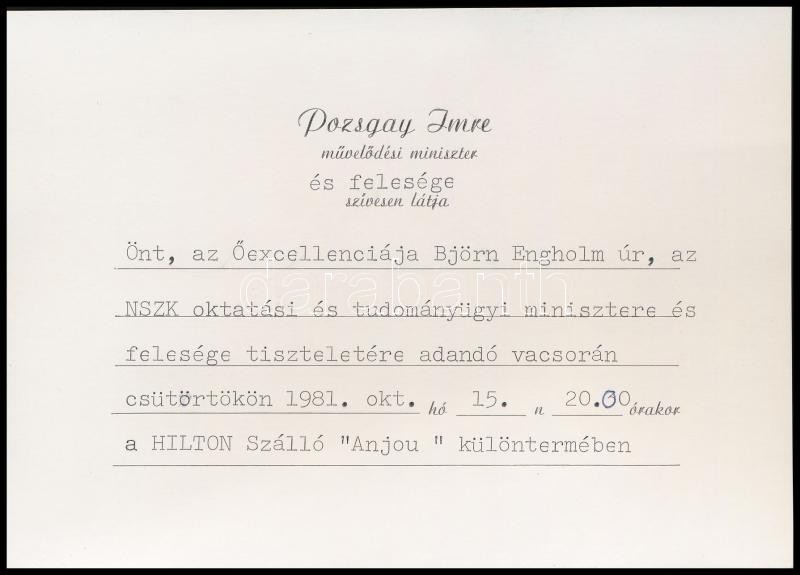 Pozsgay Imre
művelődési miniszter
és felesége
szívesen látja
Önt, az Őexcellenciája Björn Engholm úr, az
NSZK oktatási és tudományügyi minisztere és
felesége tiszteletére adandó vacsorán
csütörtökön 1981. okt. hó 15. n 20.00 órakor
a HILTON Szálló "Anjou " különtermében
darabanth